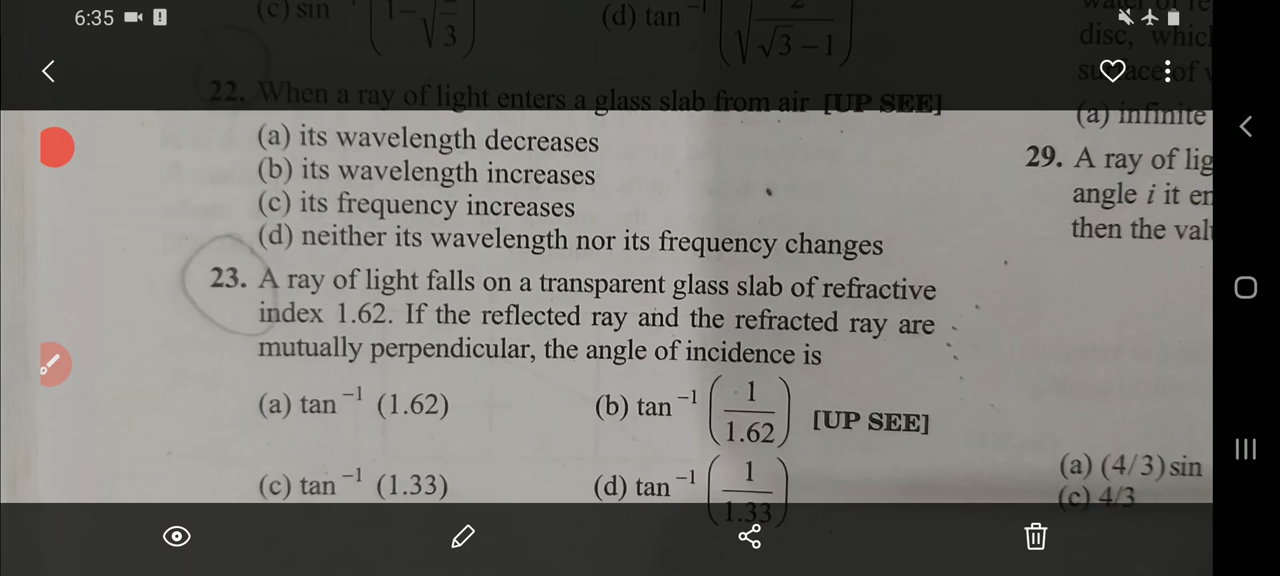 6:35
(c) sin
(d) tan
22. When a ray of light enters a glass slab from air [UP SEE]
(a) its wavelength decreases
(b) its wavelength increases
(c) its frequency increases
(d) neither its wavelength nor its frequency changes
23. A ray of light falls on a transparent glass slab of refractive
index 1.62. If the reflected ray and the refracted ray are
mutually perpendicular, the angle of incidence is
(a) tan⁻¹ (1.62)
(b) tan⁻¹ (1/1.62) [UP SEE]
(c) tan⁻¹ (1.33)
(d) tan⁻¹ (1/1.33)
disc,
of
(a) infinite
29. A ray of lig
angle i it en
then the val
(a) (4/3) sin
(c) 4/3